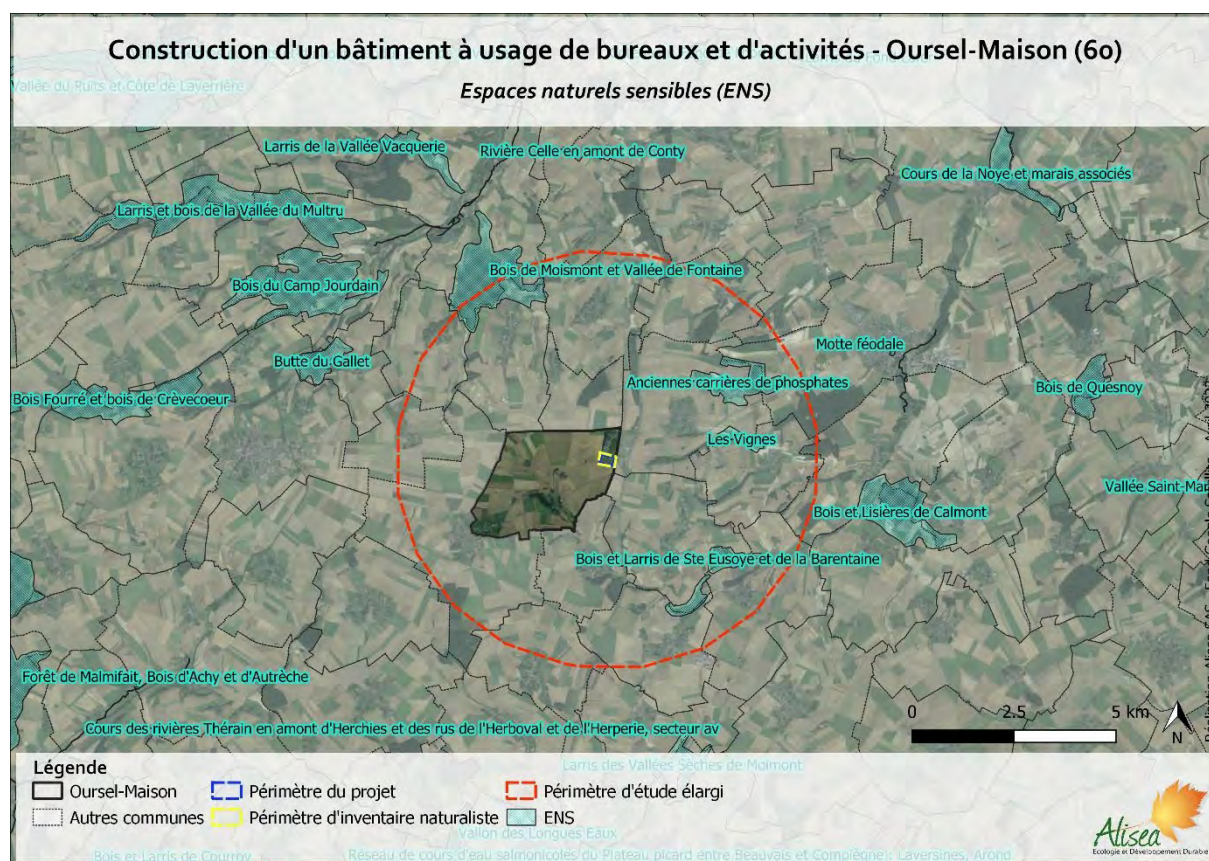 Construction d'un bâtiment à usage de bureaux et d'activités - Oursel-Maison (60)
Espaces naturels sensibles (ENS)
Vallée du Puits et Côte de Laverrière
Larris de la Vallée Vacquerie
Rivière Celle en amont de Conty
Cours de la Noye et marais associés
Larris et bois de la Vallée du Multru
Bois de Moismont et Vallée de Fontaine
Bois du Camp Jourdain
Motte féodale
Butte du Gallet
Anciennes carrières de phosphates
Bois de Quesnoy
Bois Fourré et bois de Crèvecoeur
Les Vignes
Vallée Saint-Mar
Bois et Lisières de Calmont
Bois et Larris de Ste Eusoye et de la Barentaine
Forêt de Malmifait, Bois d'Achy et d'Autrèche
Cours des rivières Thérain en amont d'Herchies et des rus de l'Herboval et de l'Herperie, secteur av
0 2.5 5 km
N
Légende
Larris des Vallées Sèches de Moimont
Oursel-Maison
Périmètre du projet
Périmètre d'étude élargi
Autres communes
Périmètre d'inventaire naturaliste
ENS
Vallon des Longues Eaux
Bois et Larris de Courroy
Réseau de cours d'eau salmonicoles du Plateau picard entre Beauvais et Compiègne : Laversines, Arond
Alisea
Ecologie et Développement Durable